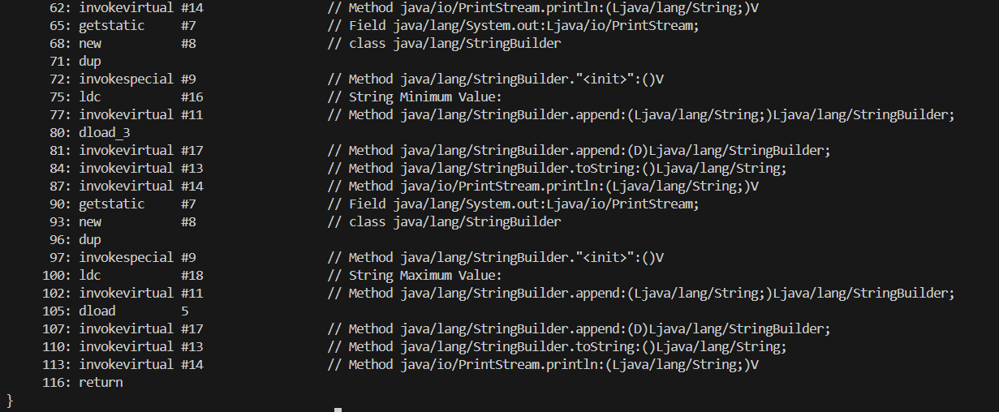 62: invokevirtual #14                 // Method java/io/PrintStream.println:(Ljava/lang/String;)V
65: getstatic     #7                  // Field java/lang/System.out:Ljava/io/PrintStream;
68: new           #8                  // class java/lang/StringBuilder
71: dup
72: invokespecial #9                  // Method java/lang/StringBuilder."<init>":()V
75: ldc           #16                 // String Minimum Value:
77: invokevirtual #11                 // Method java/lang/StringBuilder.append:(Ljava/lang/String;)Ljava/lang/StringBuilder;
80: dload_3
81: invokevirtual #17                 // Method java/lang/StringBuilder.append:(D)Ljava/lang/StringBuilder;
84: invokevirtual #13                 // Method java/lang/StringBuilder.toString:()Ljava/lang/String;
87: invokevirtual #14                 // Method java/io/PrintStream.println:(Ljava/lang/String;)V
90: getstatic     #7                  // Field java/lang/System.out:Ljava/io/PrintStream;
93: new           #8                  // class java/lang/StringBuilder
96: dup
97: invokespecial #9                  // Method java/lang/StringBuilder."<init>":()V
100: ldc           #18                 // String Maximum Value:
102: invokevirtual #11                 // Method java/lang/StringBuilder.append:(Ljava/lang/String;)Ljava/lang/StringBuilder;
105: dload         5
107: invokevirtual #17                 // Method java/lang/StringBuilder.append:(D)Ljava/lang/StringBuilder;
110: invokevirtual #13                 // Method java/lang/StringBuilder.toString:()Ljava/lang/String;
113: invokevirtual #14                 // Method java/io/PrintStream.println:(Ljava/lang/String;)V
116: return
}